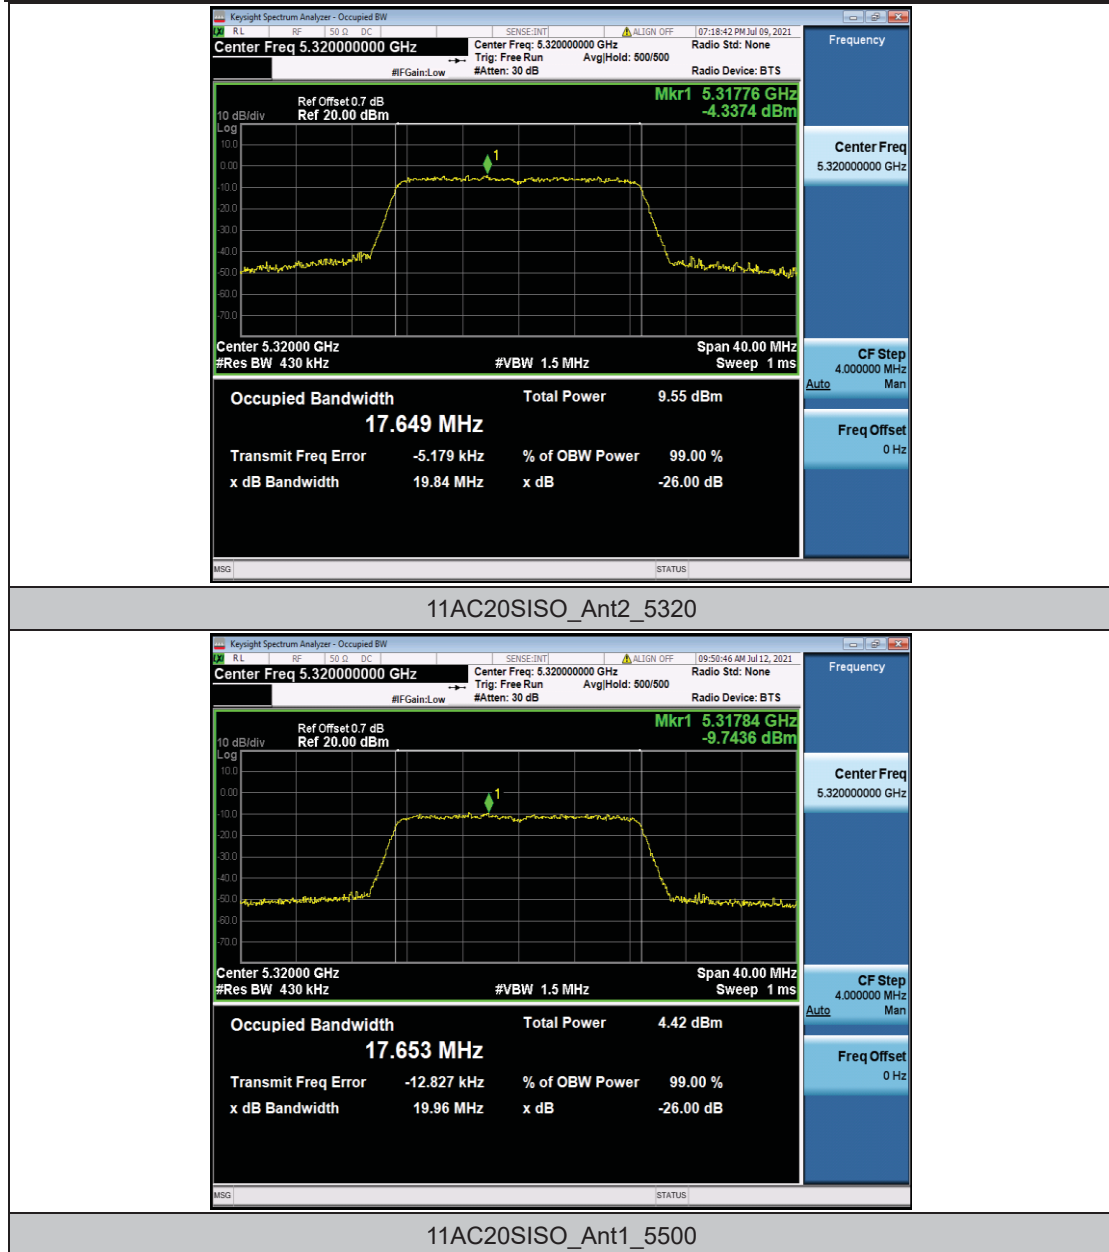 Keysight Spectrum Analyzer - Occupied BW
RL RF 50 Ω DC SENSE:INT ALIGN OFF 07:18:42 PM Jul 09, 2021
Center Freq 5.320000000 GHz Center Freq: 5.320000000 GHz Radio Std: None
Trig: Free Run Avg|Hold: 500/500
#IFGain:Low #Atten: 30 dB Radio Device: BTS
Frequency
Mkr1 5.31776 GHz
-4.3374 dBm
Ref Offset 0.7 dB
10 dB/div Ref 20.00 dBm
Log
10.0
0.00
-10.0
-20.0
-30.0
-40.0
-50.0
-60.0
-70.0
1
Center Freq
5.320000000 GHz
Center 5.32000 GHz Span 40.00 MHz
#Res BW 430 kHz #VBW 1.5 MHz Sweep 1 ms
CF Step
4.000000 MHz
Auto Man
Occupied Bandwidth Total Power 9.55 dBm
17.649 MHz
Transmit Freq Error -5.179 kHz % of OBW Power 99.00 %
x dB Bandwidth 19.84 MHz x dB -26.00 dB
Freq Offset
0 Hz
MSG STATUS
11AC20SISO_Ant2_5320
Keysight Spectrum Analyzer - Occupied BW
RL RF 50 Ω DC SENSE:INT ALIGN OFF 09:50:46 AM Jul 12, 2021
Center Freq 5.320000000 GHz Center Freq: 5.320000000 GHz Radio Std: None
Trig: Free Run Avg|Hold: 500/500
#IFGain:Low #Atten: 30 dB Radio Device: BTS
Frequency
Mkr1 5.31784 GHz
-9.7436 dBm
Ref Offset 0.7 dB
10 dB/div Ref 20.00 dBm
Log
10.0
0.00
-10.0
-20.0
-30.0
-40.0
-50.0
-60.0
-70.0
1
Center Freq
5.320000000 GHz
Center 5.32000 GHz Span 40.00 MHz
#Res BW 430 kHz #VBW 1.5 MHz Sweep 1 ms
CF Step
4.000000 MHz
Auto Man
Occupied Bandwidth Total Power 4.42 dBm
17.653 MHz
Transmit Freq Error -12.827 kHz % of OBW Power 99.00 %
x dB Bandwidth 19.96 MHz x dB -26.00 dB
Freq Offset
0 Hz
MSG STATUS
11AC20SISO_Ant1_5500